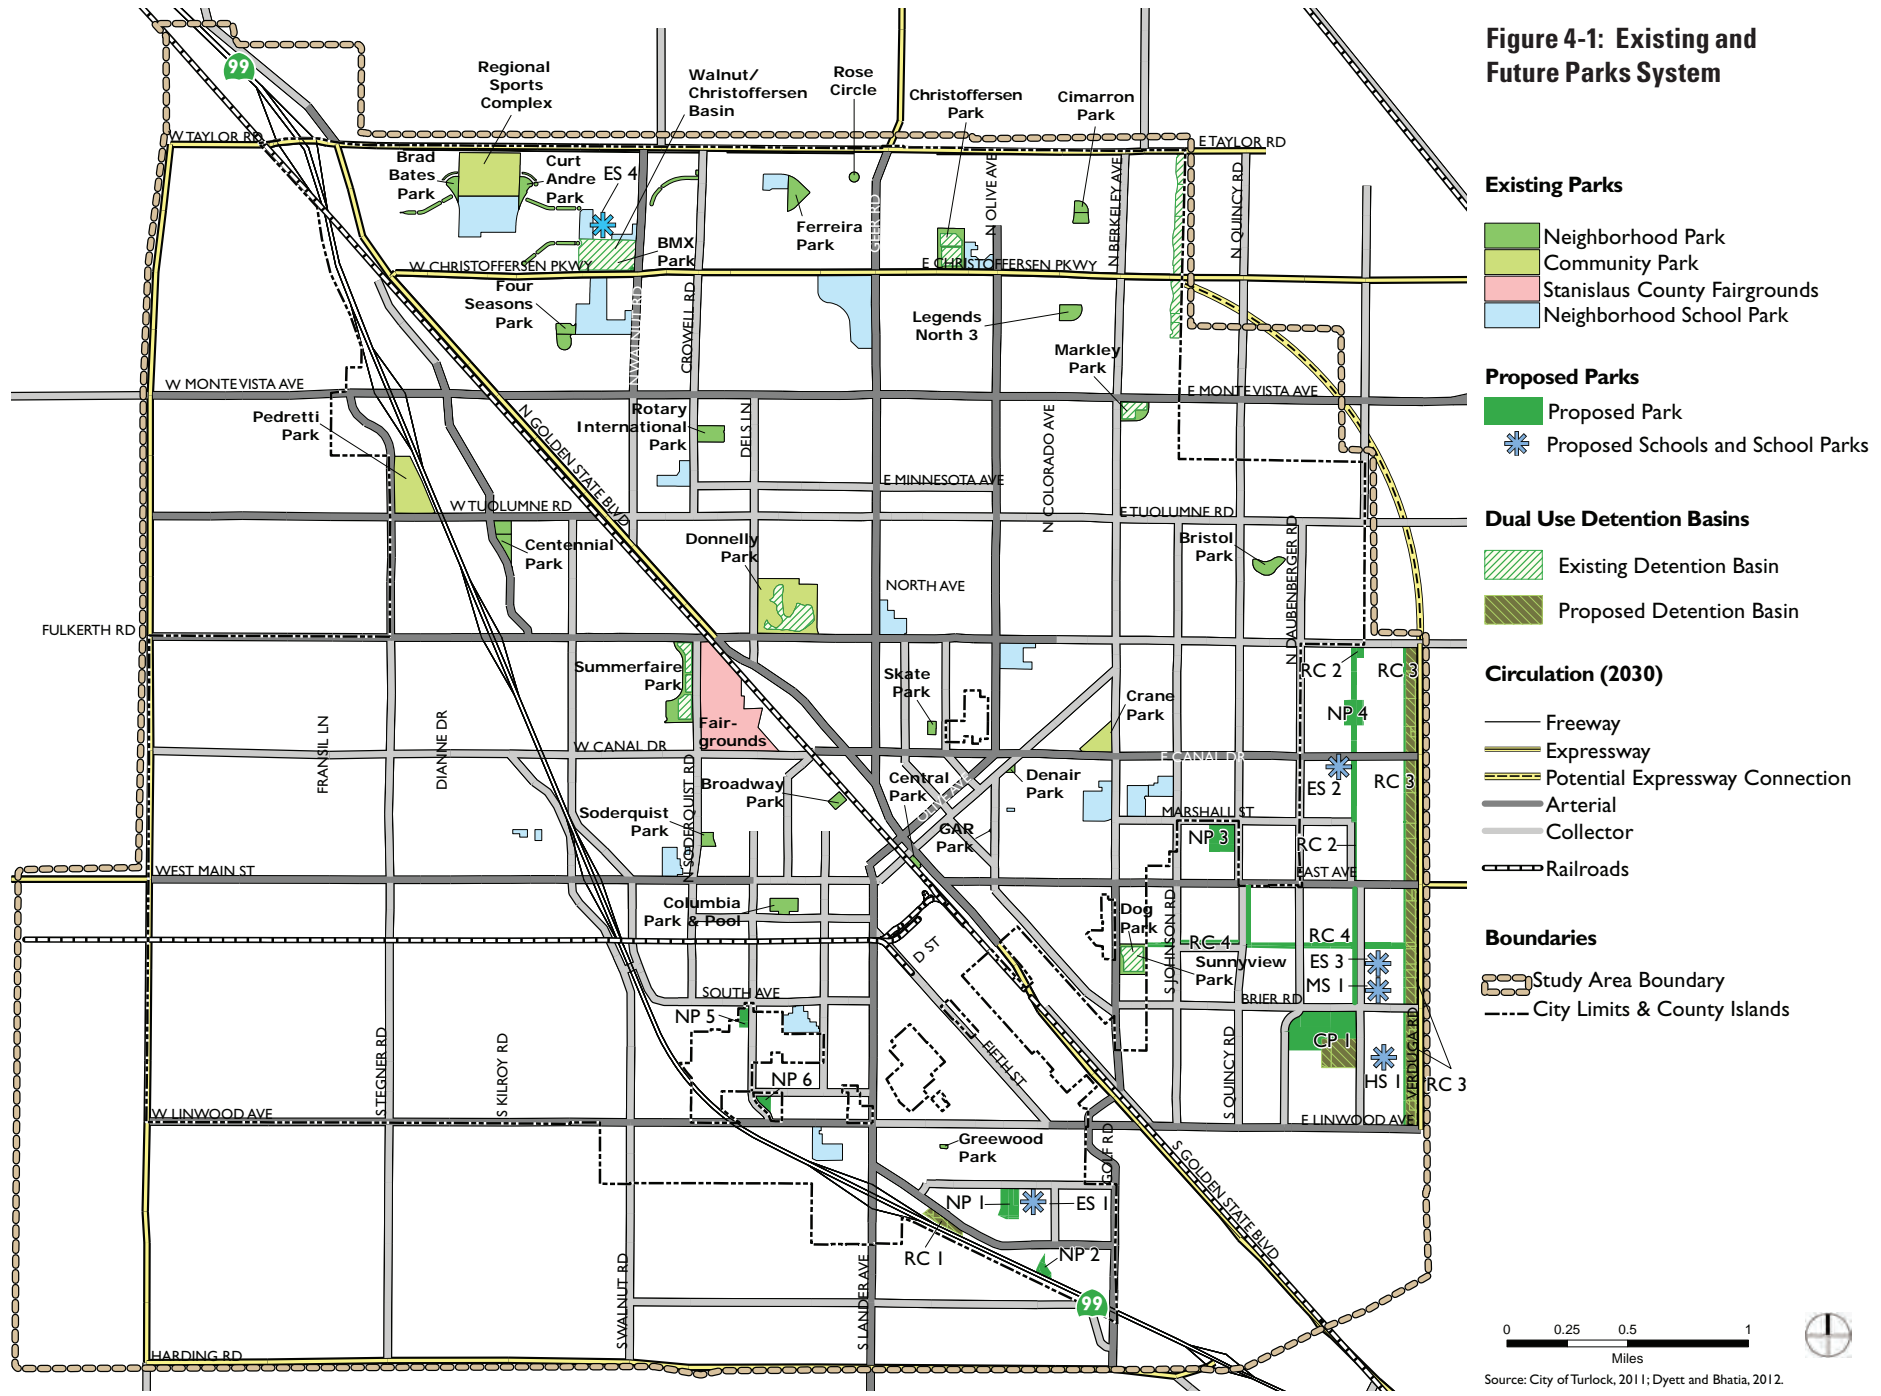 Figure 4-1: Existing and
Future Parks System
Existing Parks
Neighborhood Park
Community Park
Stanislaus County Fairgrounds
Neighborhood School Park
Proposed Parks
Proposed Park
Proposed Schools and School Parks
Dual Use Detention Basins
Existing Detention Basin
Proposed Detention Basin
Circulation (2030)
Freeway
Expressway
Potential Expressway Connection
Arterial
Collector
Railroads
Boundaries
Study Area Boundary
City Limits & County Islands
0
0.25
0.5
1
Miles
Source: City of Turlock, 2011; Dyett and Bhatia, 2012.
99
Regional
Sports
Complex
Walnut/
Christoffersen
Basin
Rose
Circle
Christoffersen
Park
Cimarron
Park
W TAYLOR RD
E TAYLOR RD
Brad
Bates
Park
Curt
Andre
Park
ES 4
Ferreira
Park
BMX
Park
GEER RD
N OLIVE AVE
N BERKELEY AVE
N QUINCY RD
W CHRISTOFFERSEN PKWY
E CHRISTOFFERSEN PKWY
Four
Seasons
Park
N WALNUT RD
CROWELL RD
Legends
North 3
Markley
Park
W MONTE VISTA AVE
E MONTE VISTA AVE
Pedretti
Park
N GOLDEN STATE BLVD
Rotary
International
Park
DELS LN
N COLORADO AVE
E MINNESOTA AVE
W TUOLUMNE RD
E TUOLUMNE RD
Centennial
Park
Donnelly
Park
NORTH AVE
Bristol
Park
N DAUBENBERGER RD
FULKERTH RD
Summerfaire
Park
Fair-
grounds
Skate
Park
Crane
Park
RC 2
RC 3
NP 4
FRANSIL LN
DIANNE DR
W CANAL DR
E CANAL DR
N SODERQUIST RD
Broadway
Park
Central
Park
OLIVE AVE
Denair
Park
ES 2
RC 3
Soderquist
Park
GAR
Park
MARSHALL ST
NP 3
RC 2
WEST MAIN ST
EAST AVE
Columbia
Park & Pool
D ST
Dog
Park
S JOHNSON RD
RC 4
RC 4
Sunnyview
Park
ES 3
MS 1
SOUTH AVE
BRIER RD
NP 5
CP 1
HS 1
RC 3
S VERDUGA RD
S TEGNER RD
S KILROY RD
FIFTH ST
S QUINCY RD
NP 6
W LINWOOD AVE
E LINWOOD AVE
Greewood
Park
GOLF RD
S GOLDEN STATE BLVD
NP 1
ES 1
RC 1
NP 2
99
S WALNUT RD
S LANDER AVE
HARDING RD